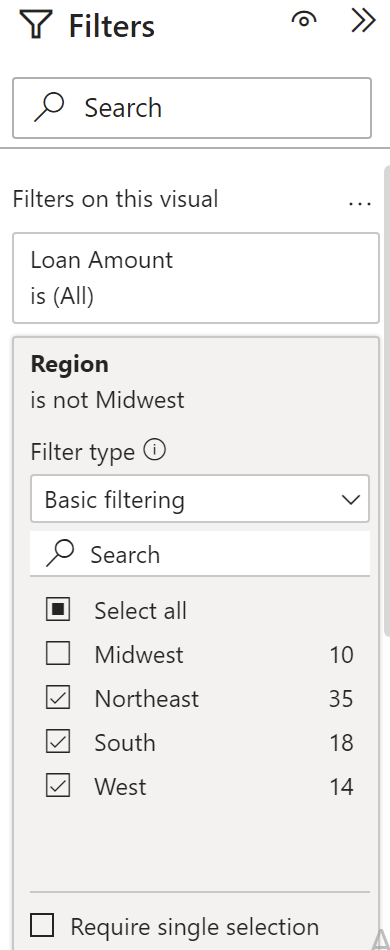 Filters
Search
Filters on this visual
...
Loan Amount
is (All)
Region
is not Midwest
Filter type
Basic filtering
Search
Select all
Midwest 10
Northeast 35
South 18
West 14
Require single selection